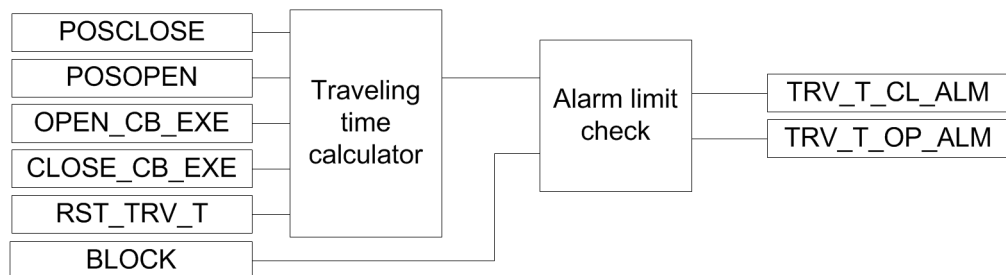 POSCLOSE
POSOPEN
OPEN_CB_EXE
CLOSE_CB_EXE
RST_TRV_T
BLOCK
Traveling
time
calculator
Alarm limit
check
TRV_T_CL_ALM
TRV_T_OP_ALM